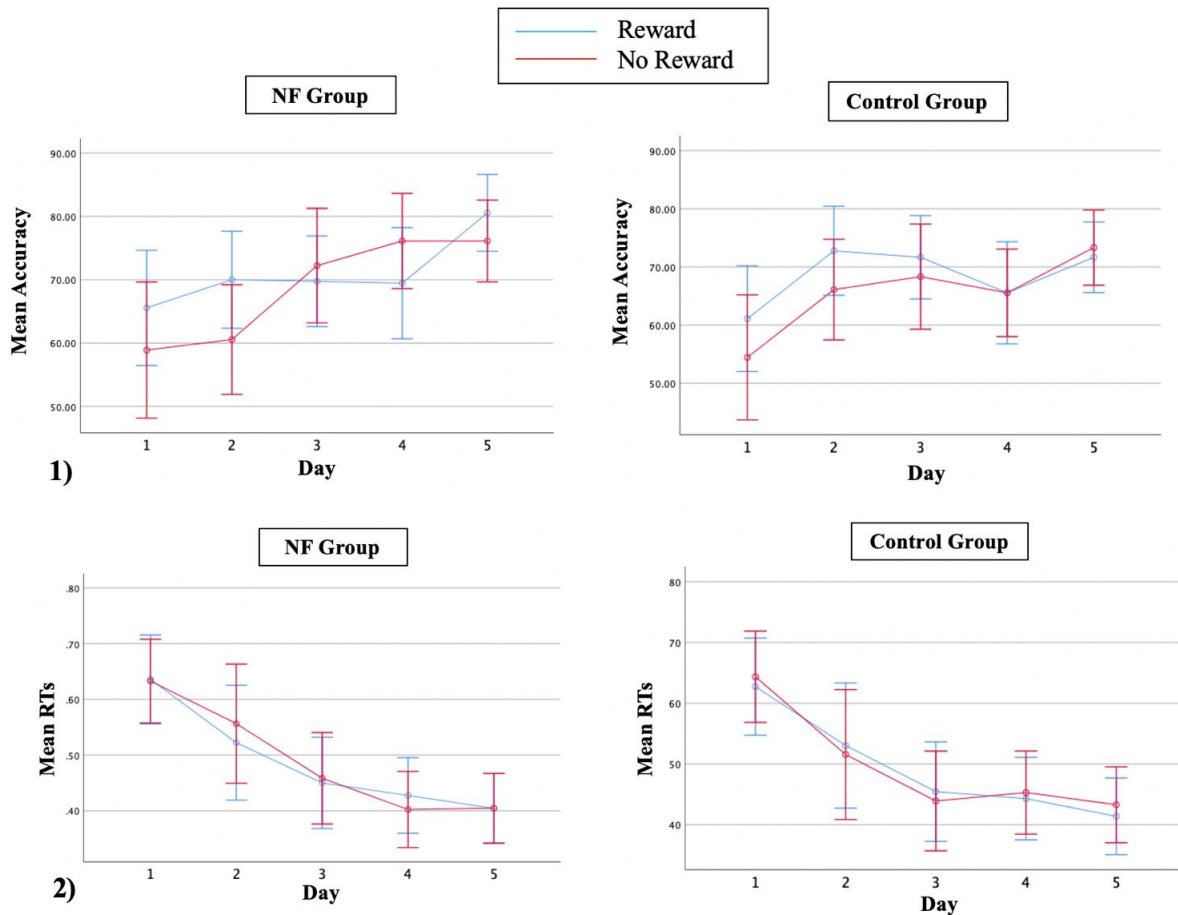 Reward
No Reward
NF Group
Control Group
Mean Accuracy
90.00
80.00
70.00
60.00
50.00
1 2 3 4 5
Day
1)
Mean Accuracy
90.00
80.00
70.00
60.00
50.00
1 2 3 4 5
Day
NF Group
Control Group
Mean RTs
.80
.70
.60
.50
.40
1 2 3 4 5
Day
2)
Mean RTs
80
70
60
50
40
1 2 3 4 5
Day